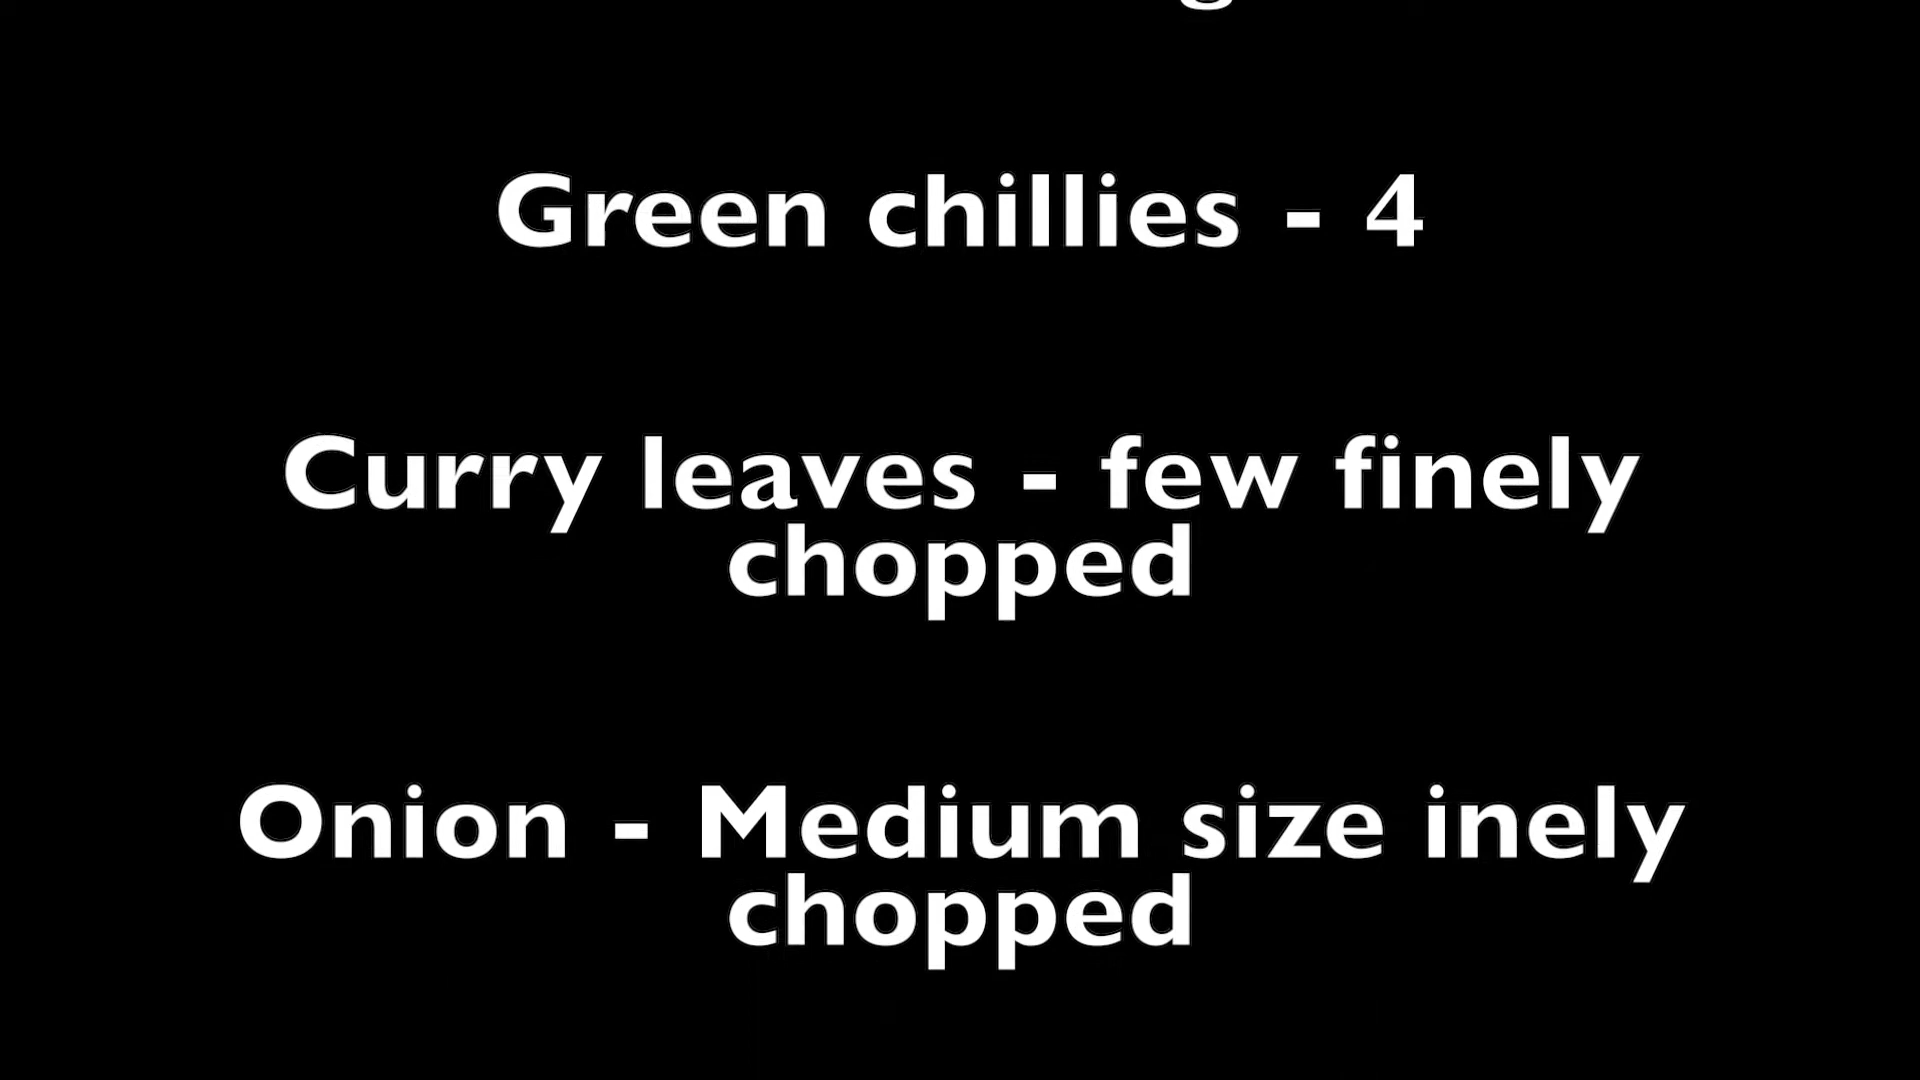 Green chillies - 4
Curry leaves - few finely
chopped
Onion - Medium size inely
chopped